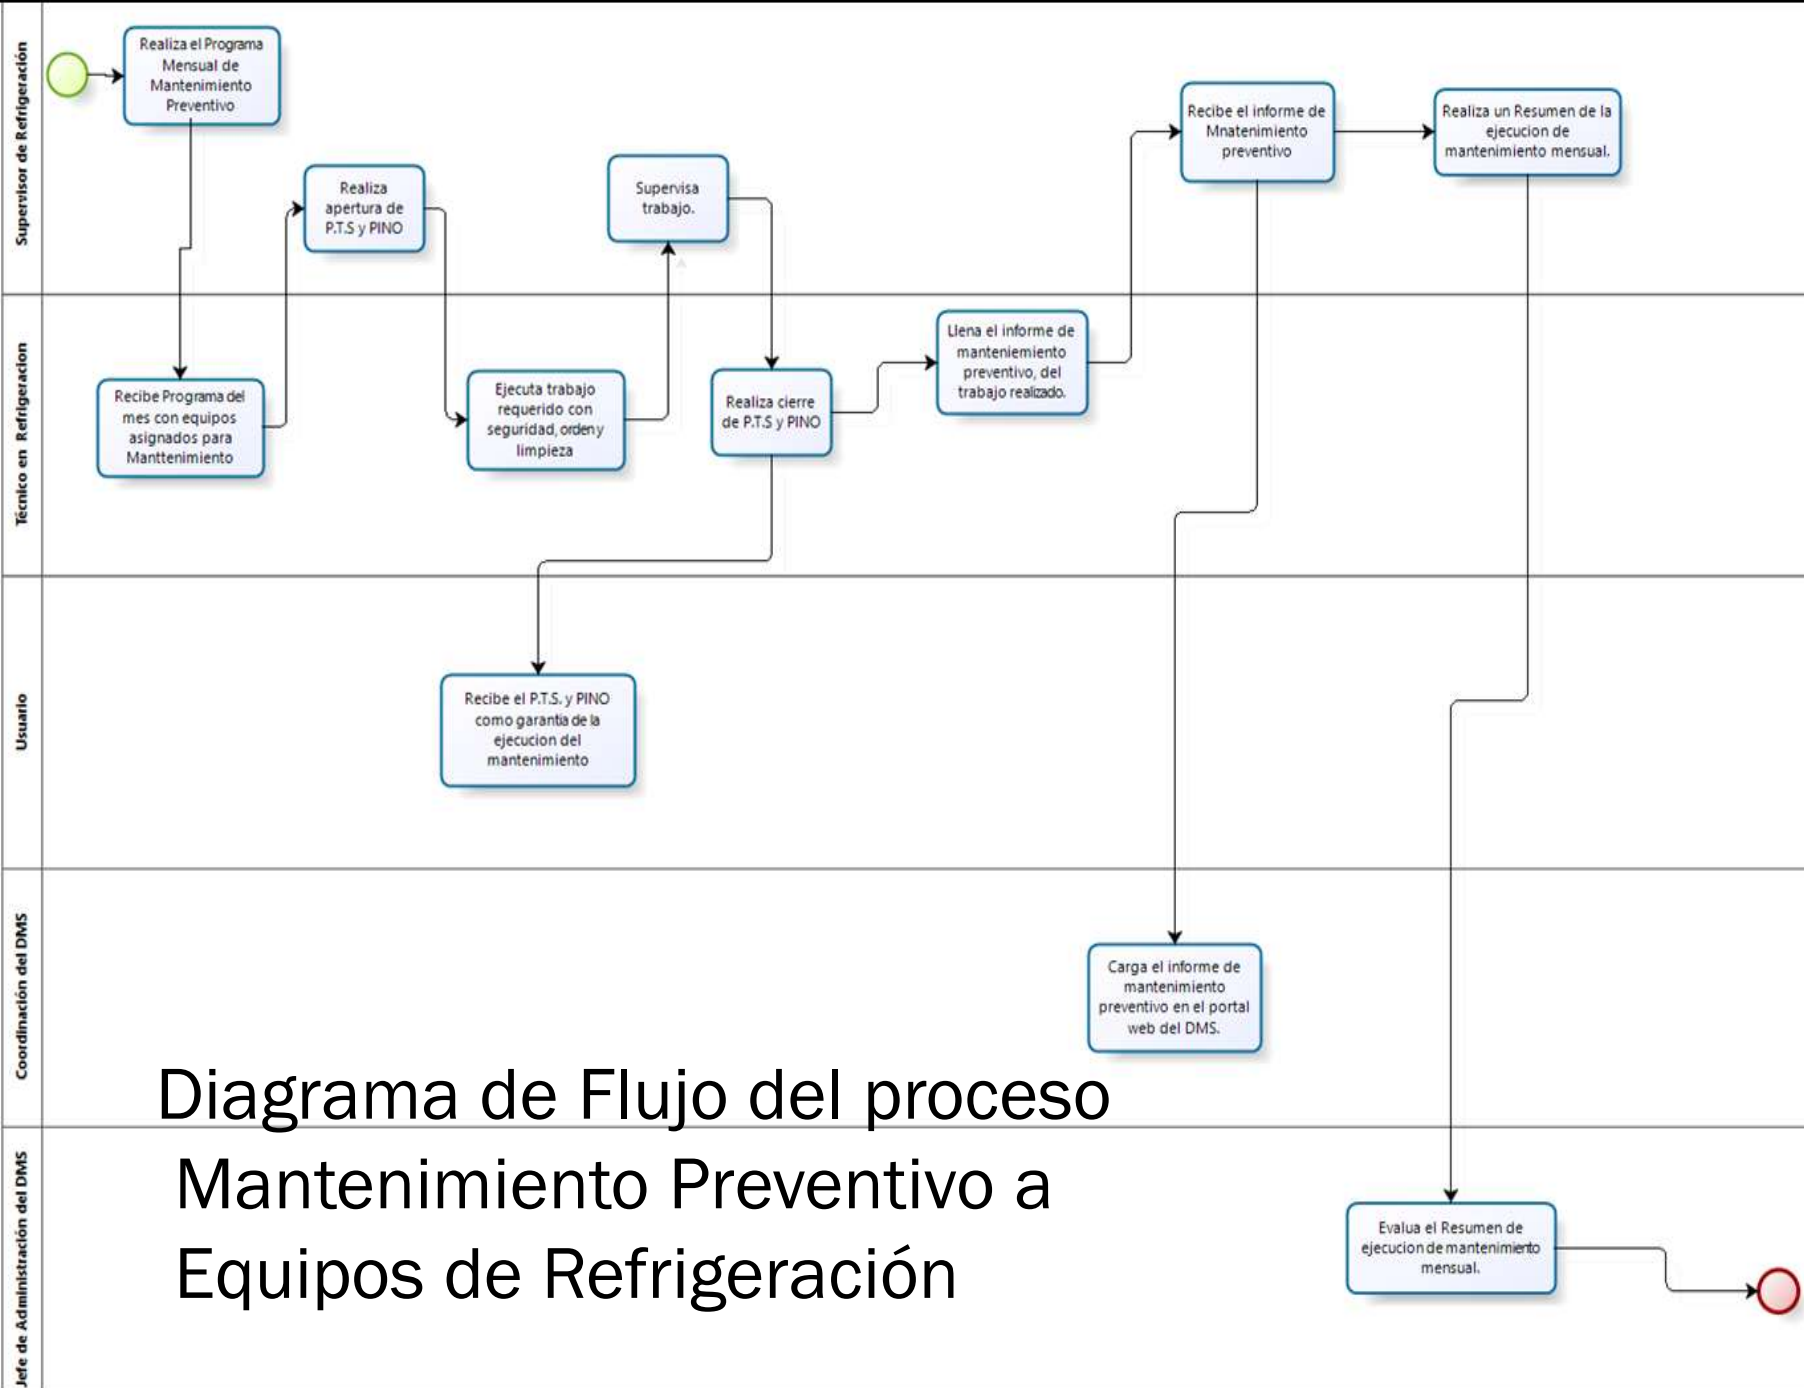 Supervisor de Refrigeración
Realiza el Programa
Mensual de
Mantenimiento
Preventivo
Realiza
apertura de
P.T.S y PINO
Supervisa
trabajo.
Recibe el informe de
Mnatenimiento
preventivo
Realiza un Resumen de la
ejecucion de
mantenimiento mensual.
Técnico en Refrigeracion
Recibe Programa del
mes con equipos
asignados para
Manttenimiento
Ejecuta trabajo
requerido con
seguridad, orden y
limpieza
Realiza cierre
de P.T.S y PINO
Llena el informe de
manteniemiento
preventivo, del
trabajo realizado.
Usuario
Recibe el P.T.S. y PINO
como garantia de la
ejecucion del
mantenimiento
Coordinación del DMS
Carga el informe de
mantenimiento
preventivo en el portal
web del DMS.
Jefe de Administración del DMS
Evalua el Resumen de
ejecucion de mantenimiento
mensual.
Diagrama de Flujo del proceso
Mantenimiento Preventivo a
Equipos de Refrigeración